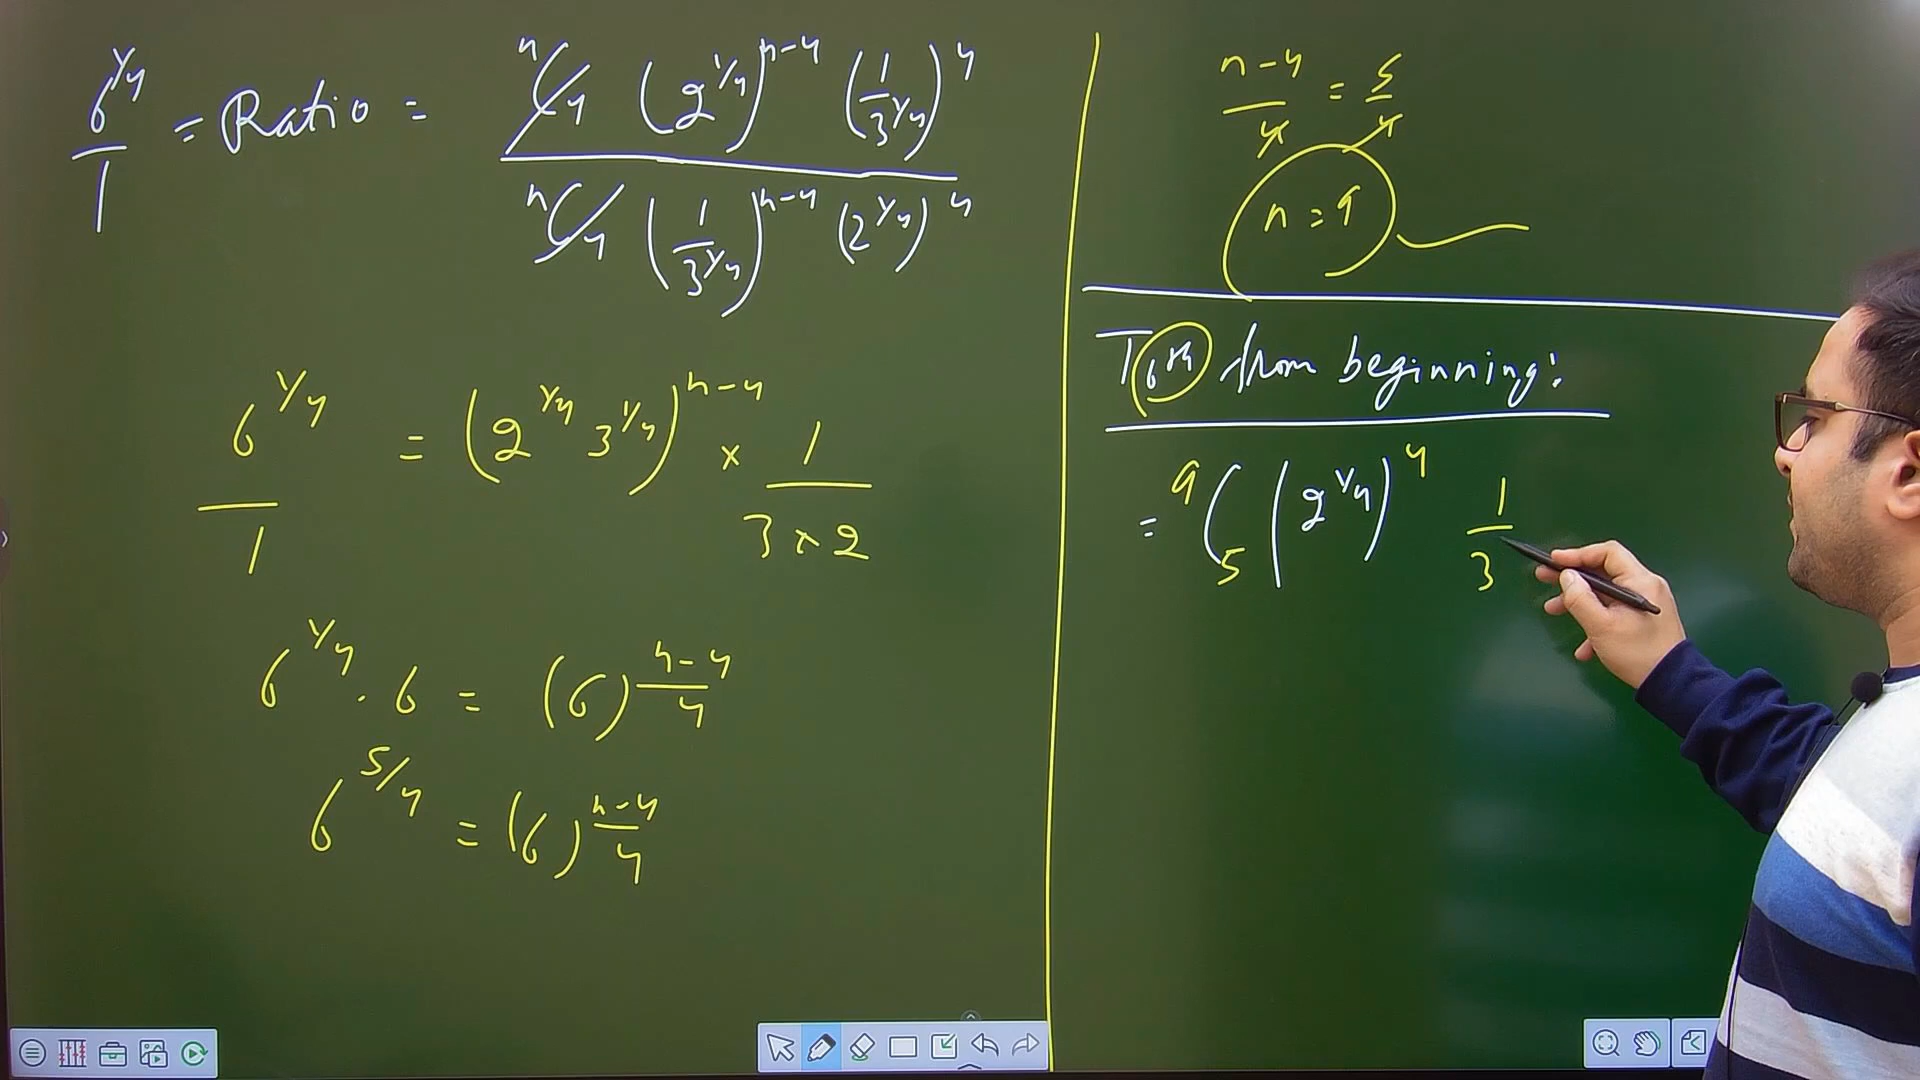 6^{1/4} / 1 = Ratio = ⁿC₄ (2^{1/4})^{n-4} (1/3^{1/4})^4 / ⁿC₄ (1/3^{1/4})^{n-4} (2^{1/4})^4
6^{1/4} / 1 = (2^{1/4} 3^{1/4})^{n-4} × 1 / 3×2
6^{1/4} . 6 = (6)^{n-4/4}
6^{5/4} = (6)^{n-4/4}
n-4 / 4 = 5 / 4
n = 9
T 6th from beginning:
= ⁹C₅ (2^{1/4})^4 1/3